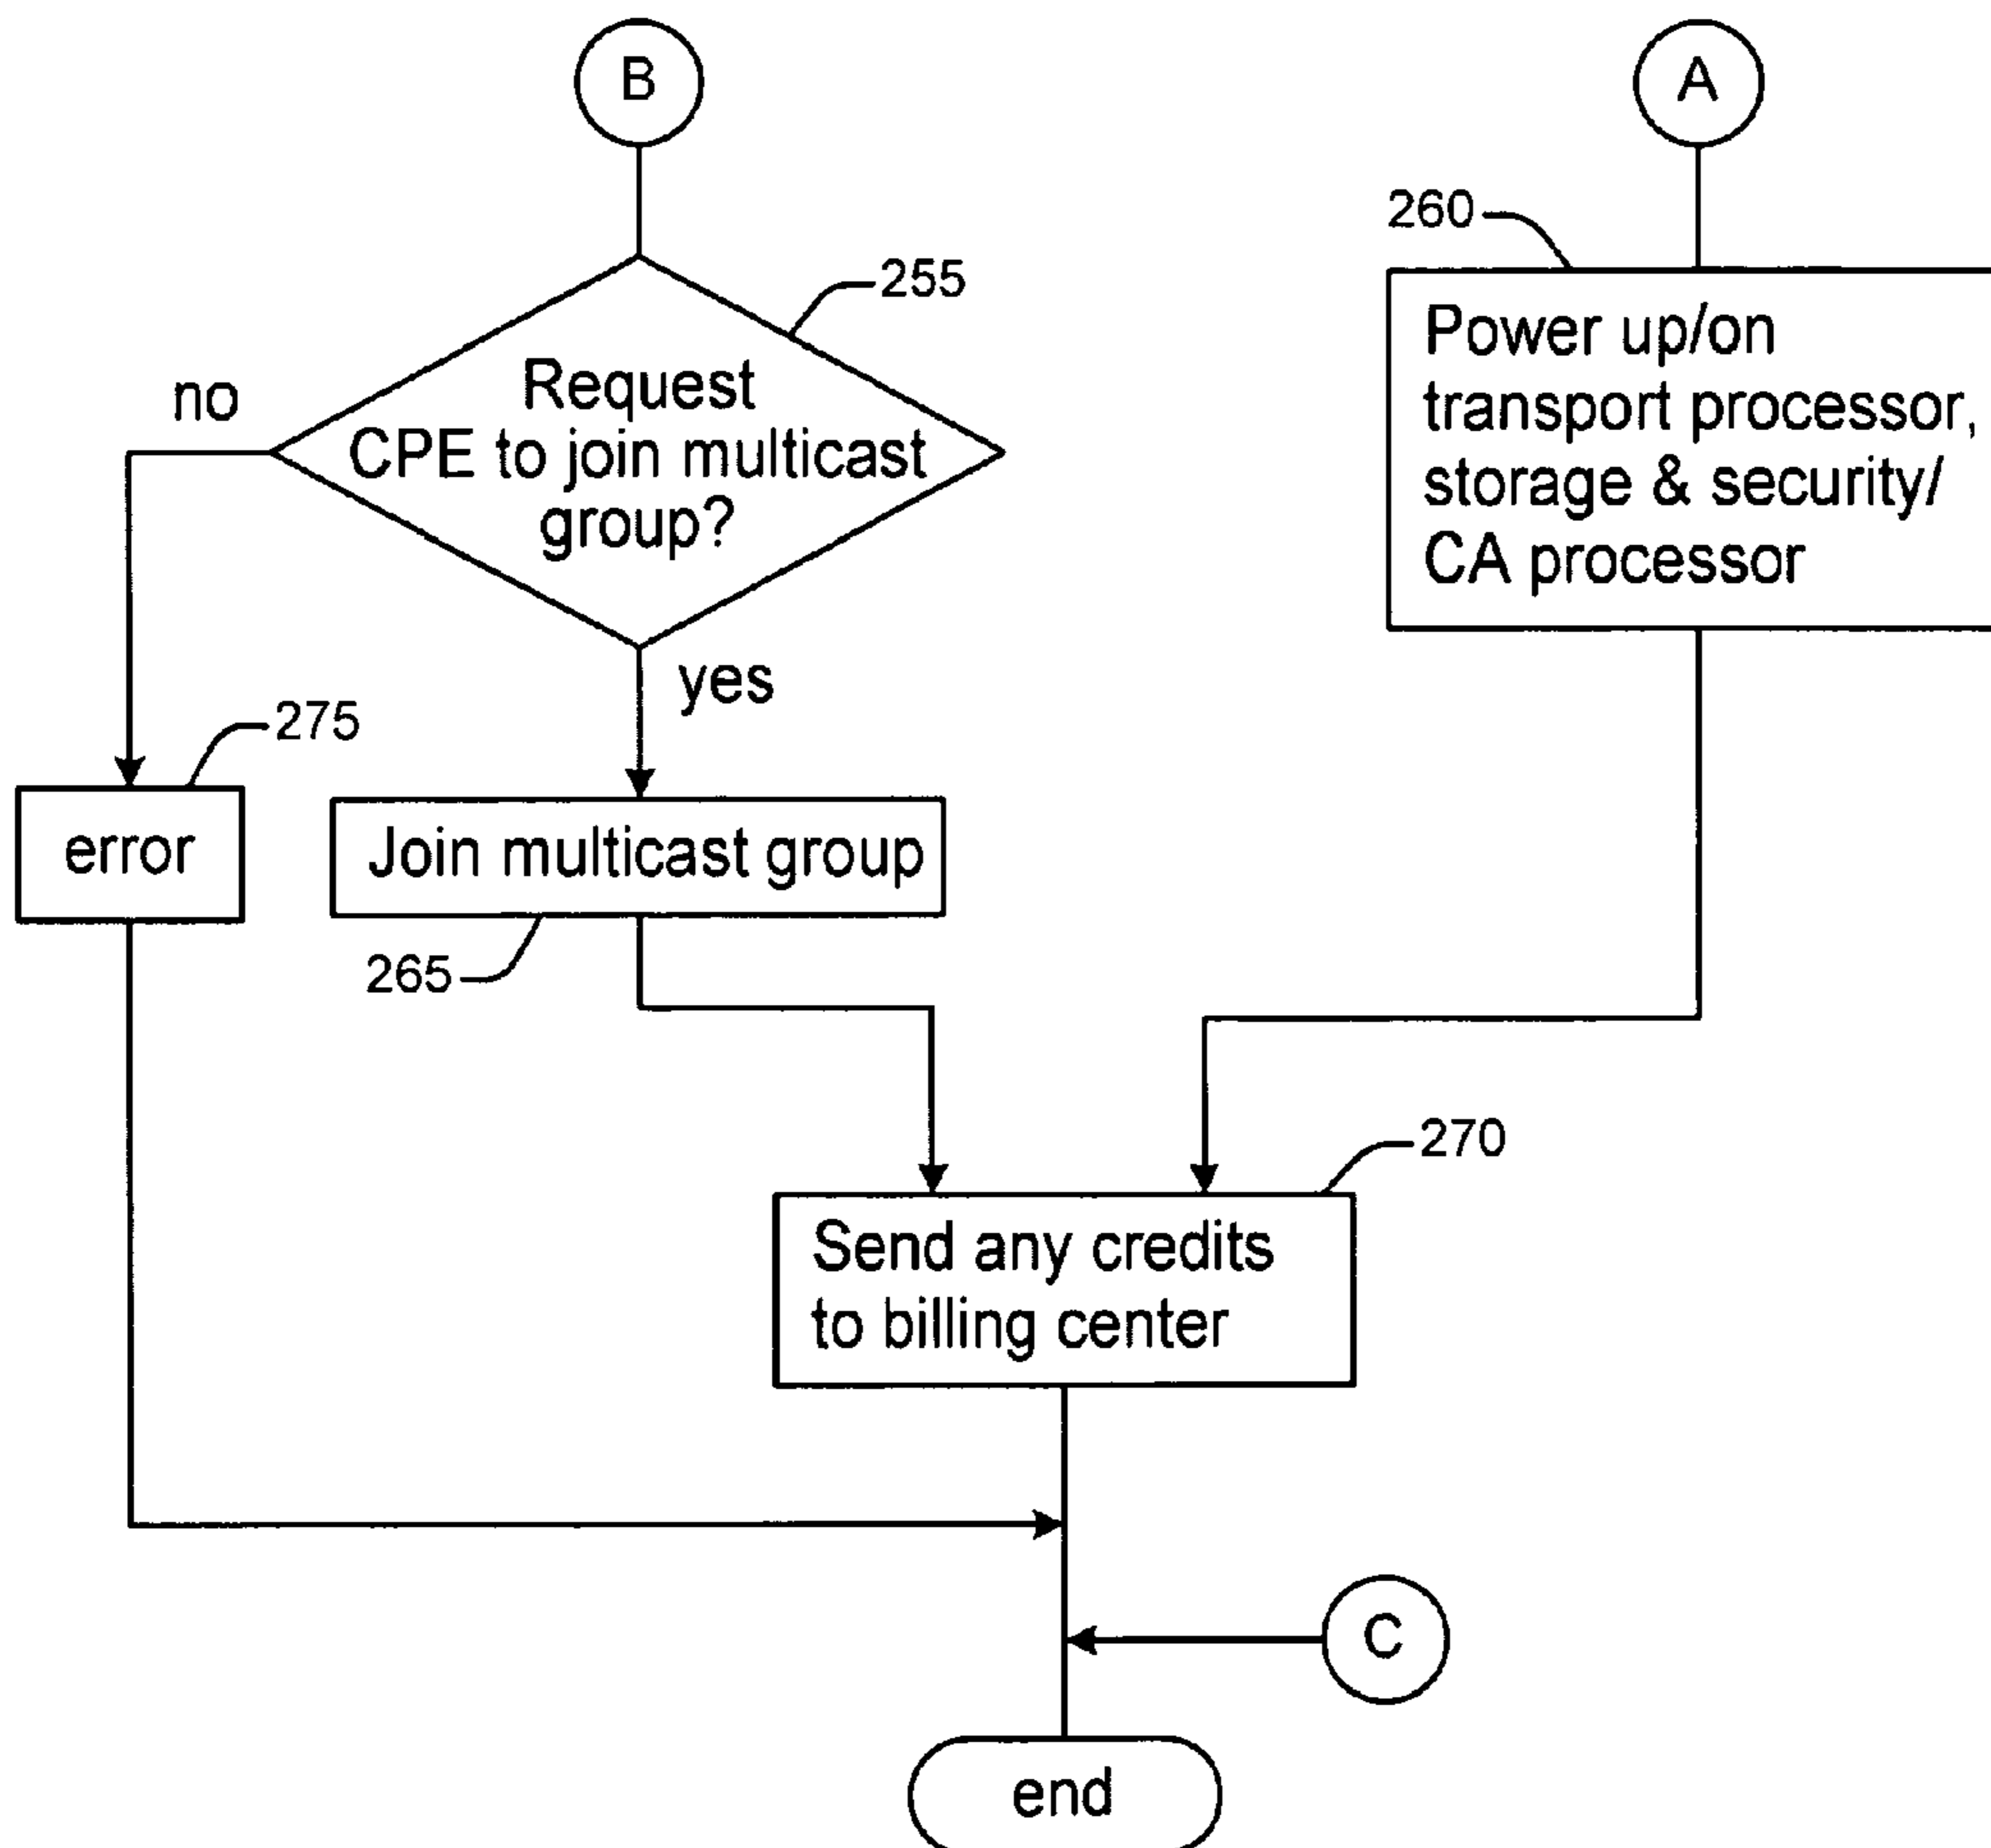 B
A
260
255
Power up/on
transport processor,
storage & security/
CA processor
no
Request
CPE to join multicast
group?
yes
275
error
Join multicast group
265
270
Send any credits
to billing center
C
end